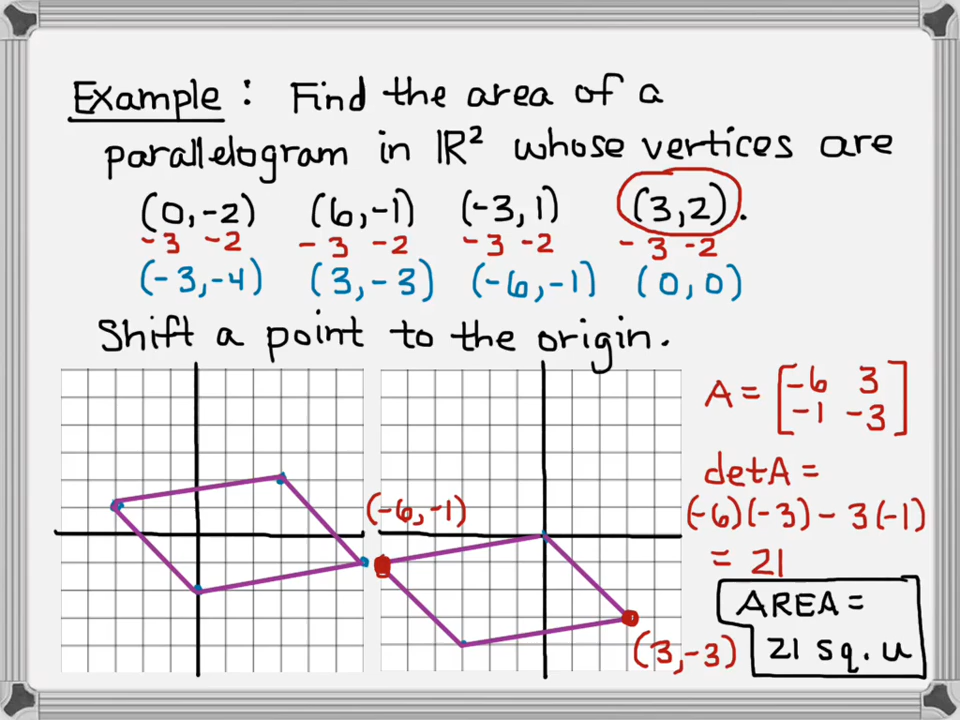 Example: Find the area of a
parallelogram in ℝ² whose vertices are
(0,-2) (6,-1) (-3,1) (3,2).
-3 -2 -3 -2 -3 -2 -3 -2
(-3,-4) (3,-3) (-6,-1) (0,0)
Shift a point to the origin.
A = [-6 3
-1 -3]
(-6,-1)
det A =
(-6)(-3) - 3(-1)
= 21
AREA =
21 sq. u
(3,-3)